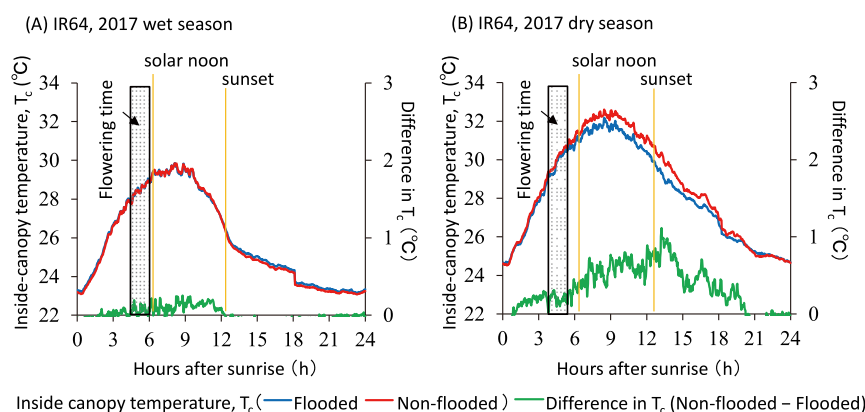 (A) IR64, 2017 wet season
(B) IR64, 2017 dry season
solar noon
sunset
solar noon
sunset
Inside-canopy temperature, Tc (℃)
34
32
30
28
26
24
22
Flowering time
3
2
1
0
Difference in Tc (℃)
0 3 6 9 12 15 18 21 24
Hours after sunrise (h)
Inside-canopy temperature, Tc (℃)
34
32
30
28
26
24
22
Flowering time
3
2
1
0
Difference in Tc (℃)
0 3 6 9 12 15 18 21 24
Hours after sunrise (h)
Inside canopy temperature, Tc ( Flooded Non-flooded ) Difference in Tc (Non-flooded – Flooded)